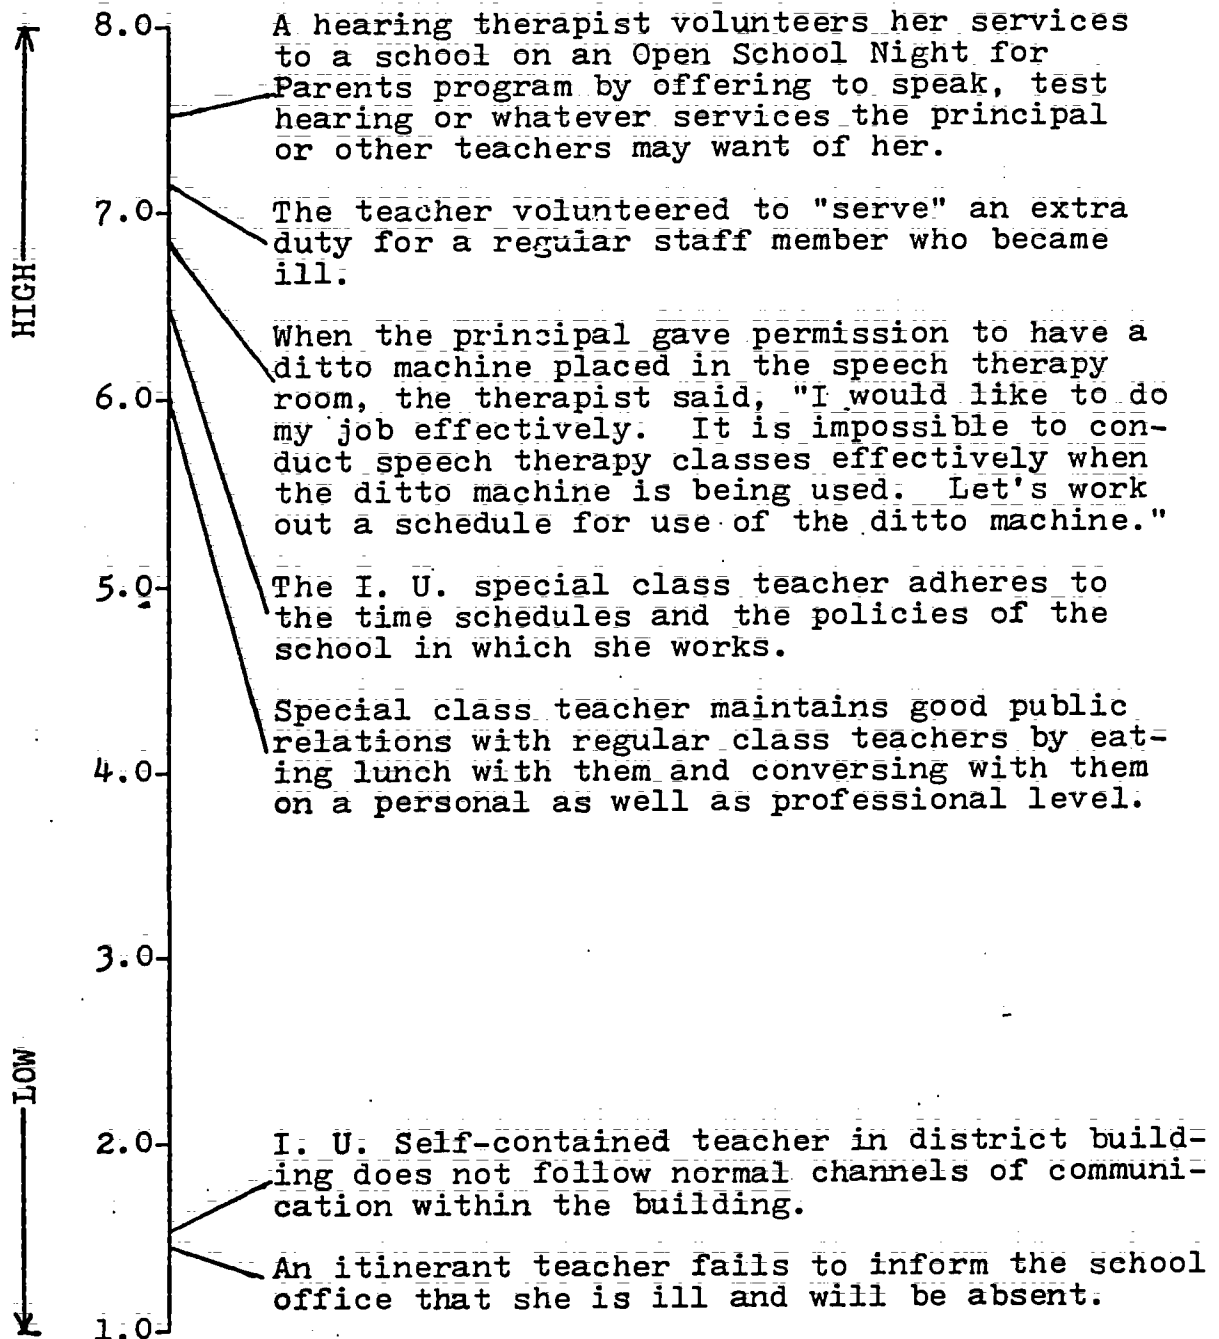 8.0
A hearing therapist volunteers her services
to a school on an Open School Night for
Parents program by offering to speak, test
hearing or whatever services the principal
or other teachers may want of her.
7.0
The teacher volunteered to "serve" an extra
duty for a regular staff member who became
ill.
HIGH
When the principal gave permission to have a
ditto machine placed in the speech therapy
6.0
room, the therapist said, "I would like to do
my job effectively. It is impossible to con-
duct speech therapy classes effectively when
the ditto machine is being used. Let's work
out a schedule for use of the ditto machine."
5.0
The I. U. special class teacher adheres to
the time schedules and the policies of the
school in which she works.
Special class teacher maintains good public
relations with regular class teachers by eat-
4.0
ing lunch with them and conversing with them
on a personal as well as professional level.
3.0
LOW
2.0
I. U. Self-contained teacher in district build-
ing does not follow normal channels of communi-
cation within the building.
An itinerant teacher fails to inform the school
office that she is ill and will be absent.
1.0